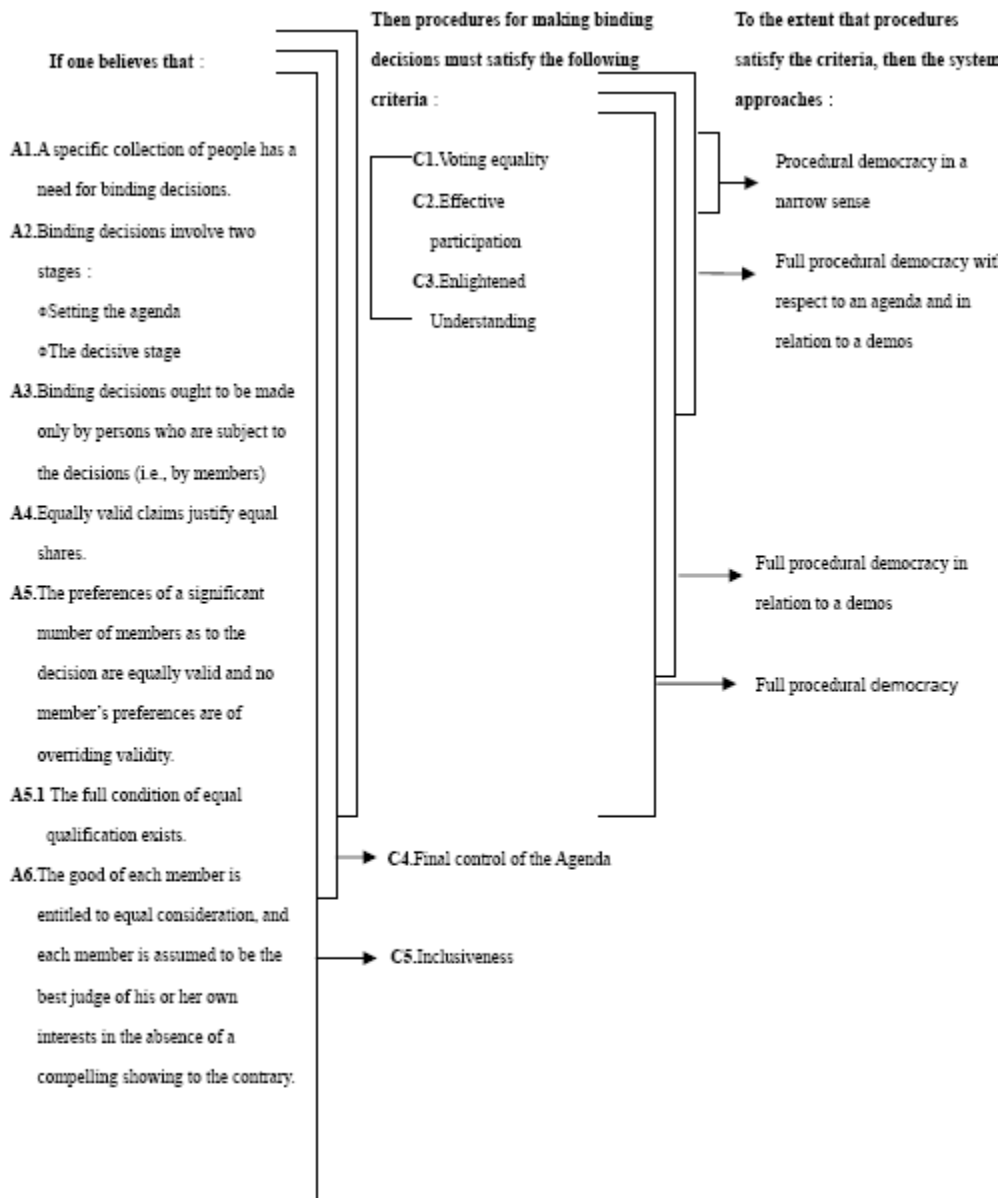 If one believes that :
A1.A specific collection of people has a
need for binding decisions.
A2.Binding decisions involve two
stages :
Setting the agenda
The decisive stage
A3.Binding decisions ought to be made
only by persons who are subject to
the decisions (i.e., by members)
A4.Equally valid claims justify equal
shares.
A5.The preferences of a significant
number of members as to the
decision are equally valid and no
member's preferences are of
overriding validity.
A5.1 The full condition of equal
qualification exists.
A6.The good of each member is
entitled to equal consideration, and
each member is assumed to be the
best judge of his or her own
interests in the absence of a
compelling showing to the contrary.
Then procedures for making binding
decisions must satisfy the following
criteria :
C1.Voting equality
C2.Effective
participation
C3.Enlightened
Understanding
C4.Final control of the Agenda
C5.Inclusiveness
To the extent that procedures
satisfy the criteria, then the system
approaches :
Procedural democracy in a
narrow sense
Full procedural democracy wit
respect to an agenda and in
relation to a demos
Full procedural democracy in
relation to a demos
Full procedural democracy